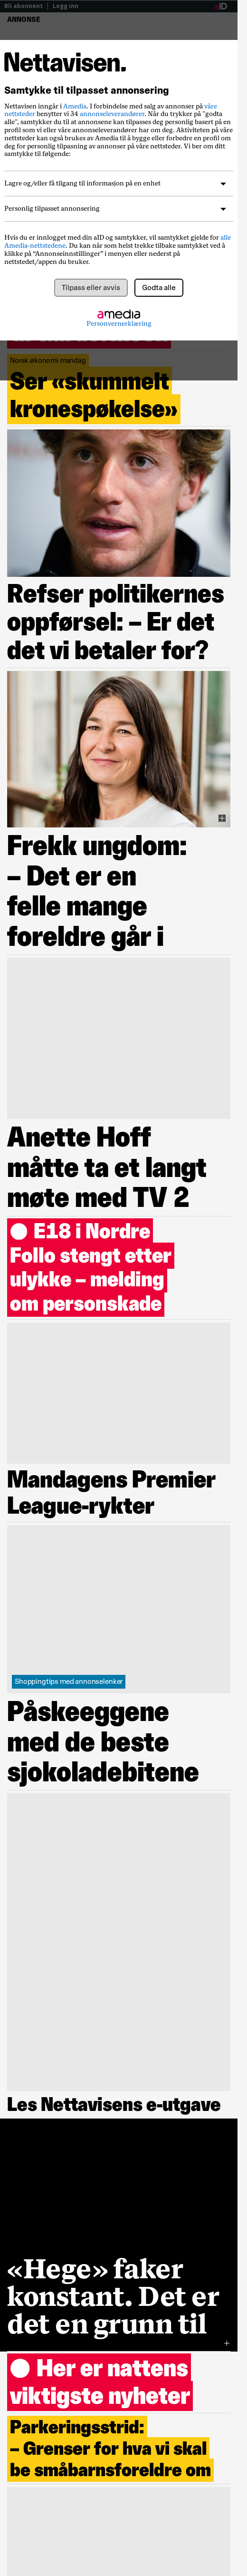 Bli abonnent | Logg inn
aID
ANNONSE
Nettavisen.
Samtykke til tilpasset annonsering
Nettavisen inngår i Amedia. I forbindelse med salg av annonser på våre
nettsteder benytter vi 34 annonseleverandører. Når du trykker på "godta
alle", samtykker du til at annonsene kan tilpasses deg personlig basert på en
profil som vi eller våre annonseleverandører har om deg. Aktiviteten på våre
nettsteder kan også brukes av Amedia til å bygge eller forbedre en profil om
deg for personlig tilpasning av annonser på våre nettsteder. Vi ber om ditt
samtykke til følgende:
Lagre og/eller få tilgang til informasjon på en enhet
Personlig tilpasset annonsering
Hvis du er innlogget med din aID og samtykker, vil samtykket gjelde for alle
Amedia-nettstedene. Du kan når som helst trekke tilbake samtykket ved å
klikke på “Annonseinnstillinger” i menyen eller nederst på
nettstedet/appen du bruker.
Tilpass eller avvis
Godta alle
amedia
Personvernerklæring
Norsk økonomi mandag
Ser «skummelt
kronespøkelse»
Refser politikernes
oppførsel: – Er det
det vi betaler for?
Frekk ungdom:
– Det er en
felle mange
foreldre går i
Anette Hoff
måtte ta et langt
møte med TV 2
E18 i Nordre
Follo stengt etter
ulykke – melding
om personskade
Mandagens Premier
League-rykter
Shoppingtips med annonselenker
Påskeeggene
med de beste
sjokoladebitene
Les Nettavisens e-utgave
«Hege» faker
konstant. Det er
det en grunn til
Her er nattens
viktigste nyheter
Parkeringsstrid:
– Grenser for hva vi skal
be småbarnsforeldre om